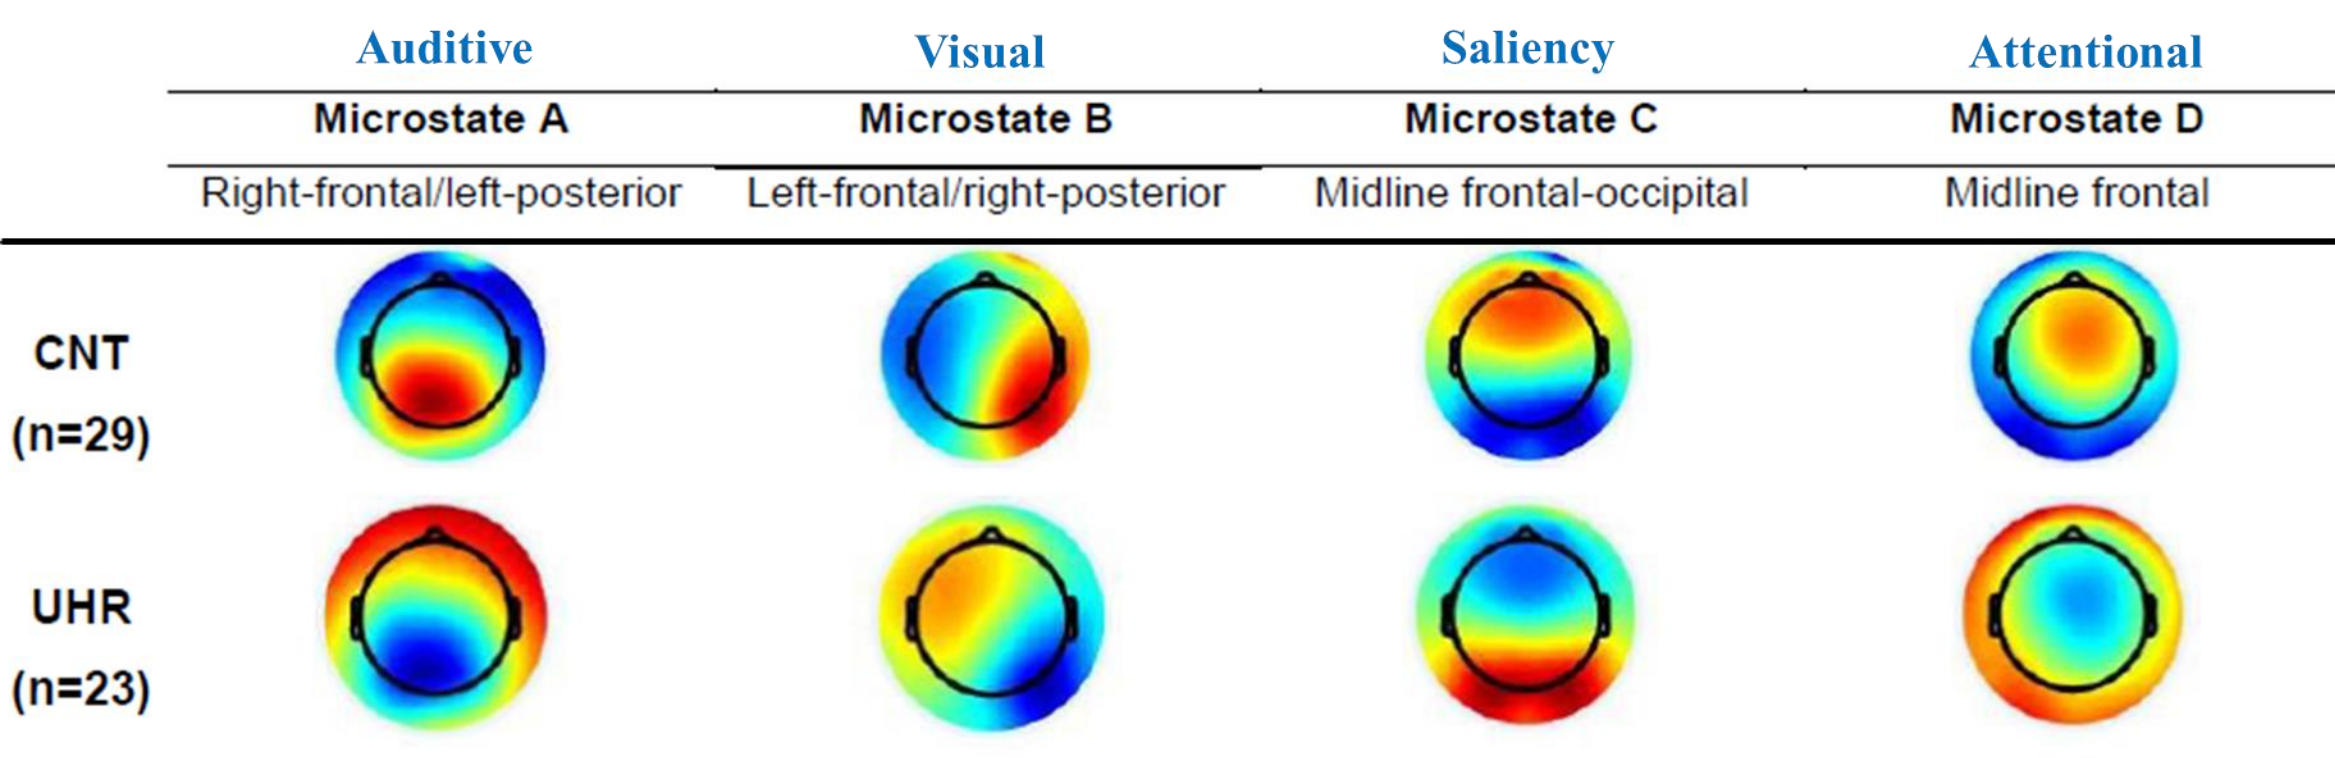 Auditive Visual Saliency Attentional
Microstate A Microstate B Microstate C Microstate D
Right-frontal/left-posterior Left-frontal/right-posterior Midline frontal-occipital Midline frontal
CNT
(n=29)
UHR
(n=23)